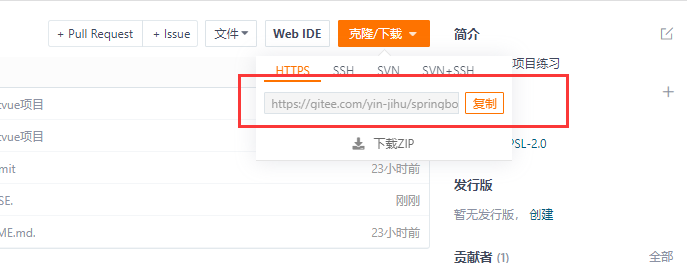 + Pull Request
+ Issue
文件
Web IDE
克隆/下载
简介
HTTPS
SSH
SVN
SVN+SSH
项目练习
https://gitee.com/yin-jihu/springbo
复制
下载ZIP
PSL-2.0
vue项目
vue项目
mit
23小时前
SE.
刚刚
ME.md.
23小时前
发行版
暂无发行版，创建
贡献者 (1)
全部